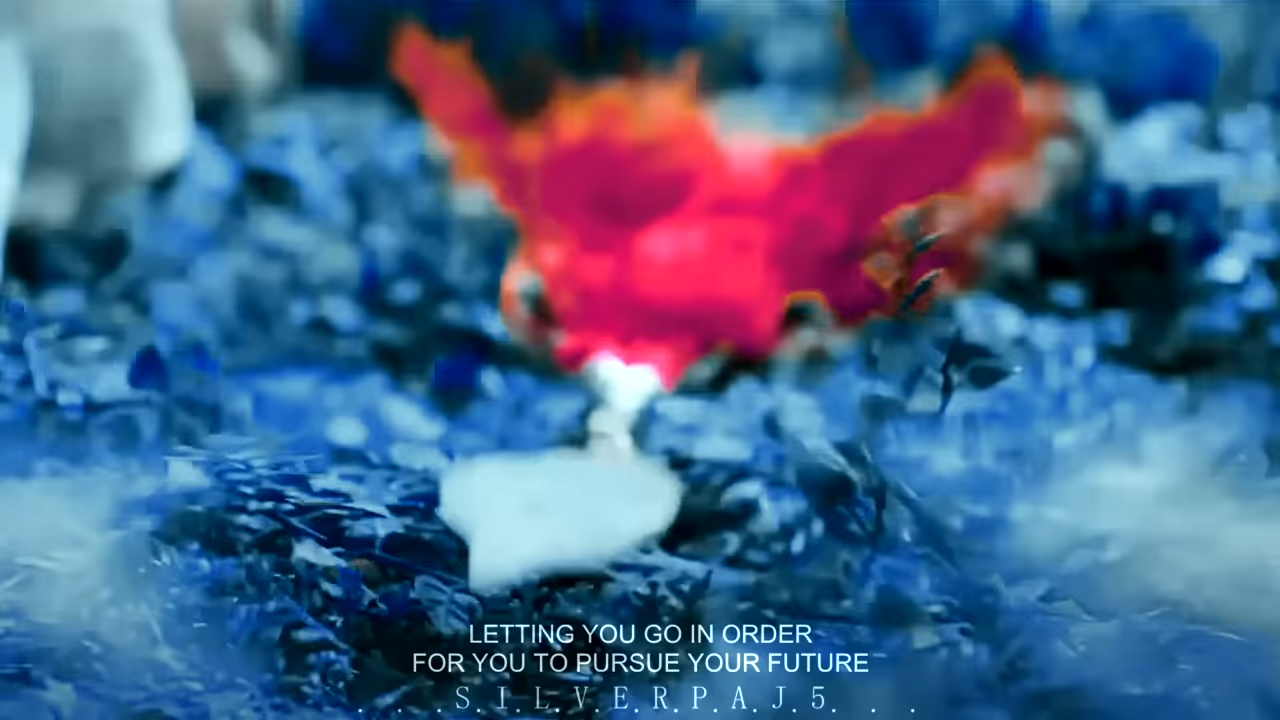 LETTING YOU GO IN ORDER
FOR YOU TO PURSUE YOUR FUTURE
. . .S.I.L.V.E.R.P.A.J.5. . .